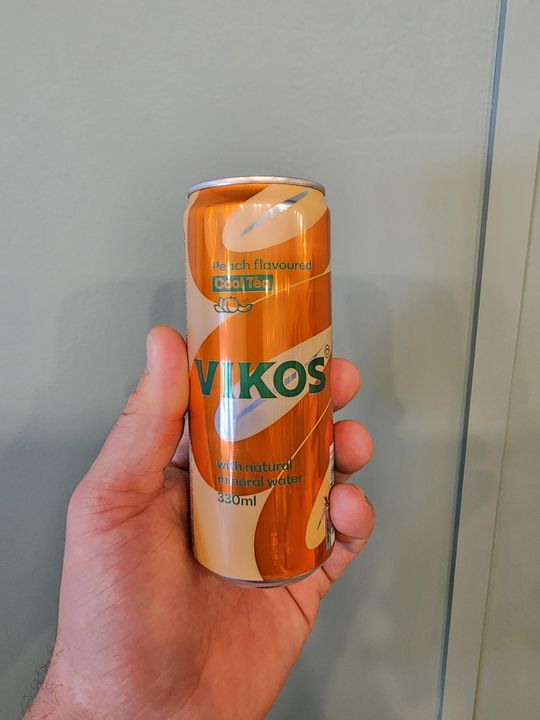 Peach flavoured
Cool Tea
VIKOS®
with natural
mineral water
330ml